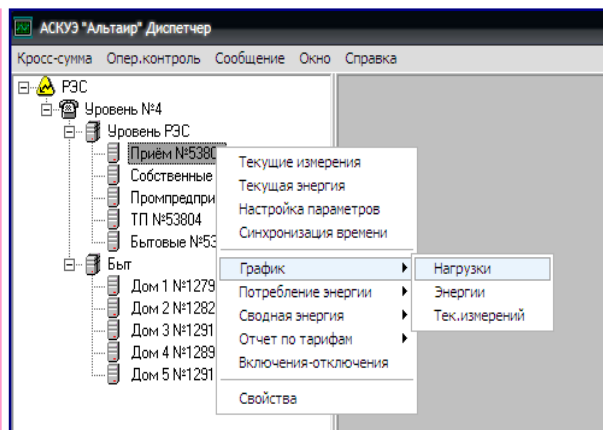 АСКУЭ "Альтаир" Диспетчер
Кросс-сумма Опер.контроль Сообщение Окно Справка
РЭС
Уровень №4
Уровень РЭС
Приём №5380
Собственные
Промпредпри
ТП №53804
Бытовые №53
Быт
Дом 1 №1279
Дом 2 №1282
Дом 3 №1291
Дом 4 №1289
Дом 5 №1291
Текущие измерения
Текущая энергия
Настройка параметров
Синхронизация времени
График
Потребление энергии
Сводная энергия
Отчет по тарифам
Включения-отключения
Свойства
Нагрузки
Энергии
Тек.измерений